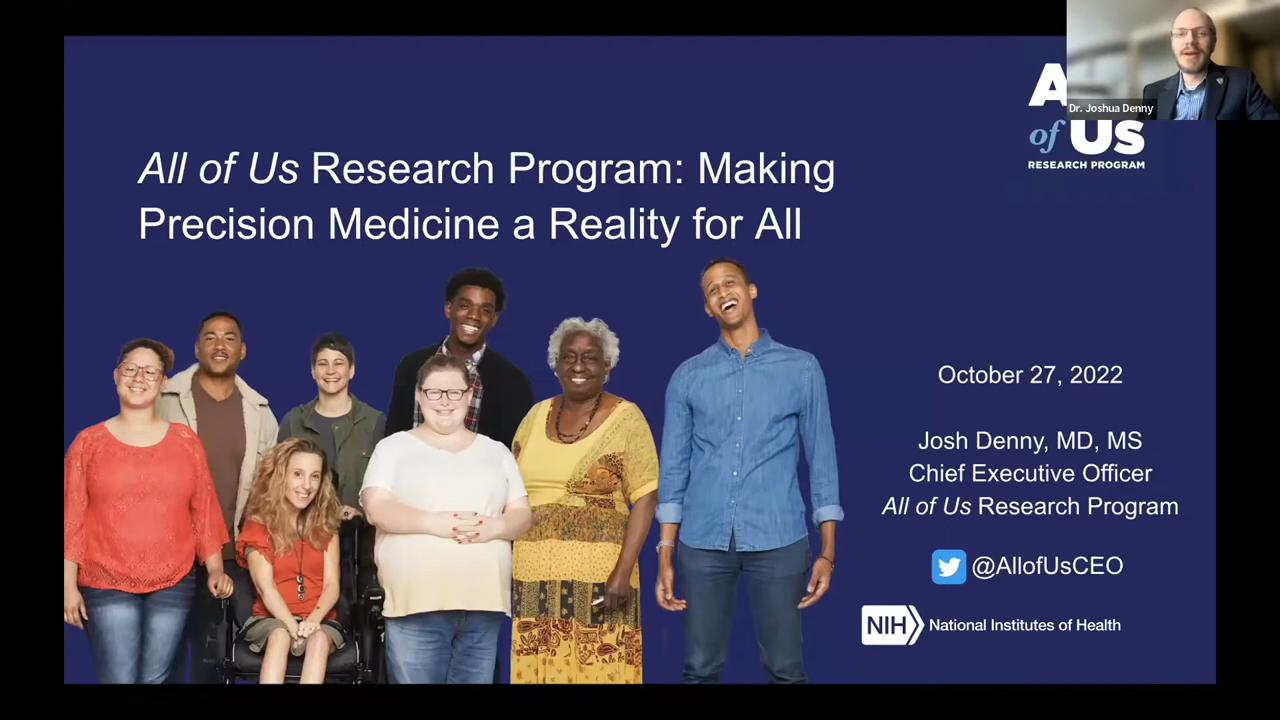 Dr. Joshua Denny
A
of Us
RESEARCH PROGRAM
All of Us Research Program: Making
Precision Medicine a Reality for All
October 27, 2022
Josh Denny, MD, MS
Chief Executive Officer
All of Us Research Program
@AllofUsCEO
NIH National Institutes of Health